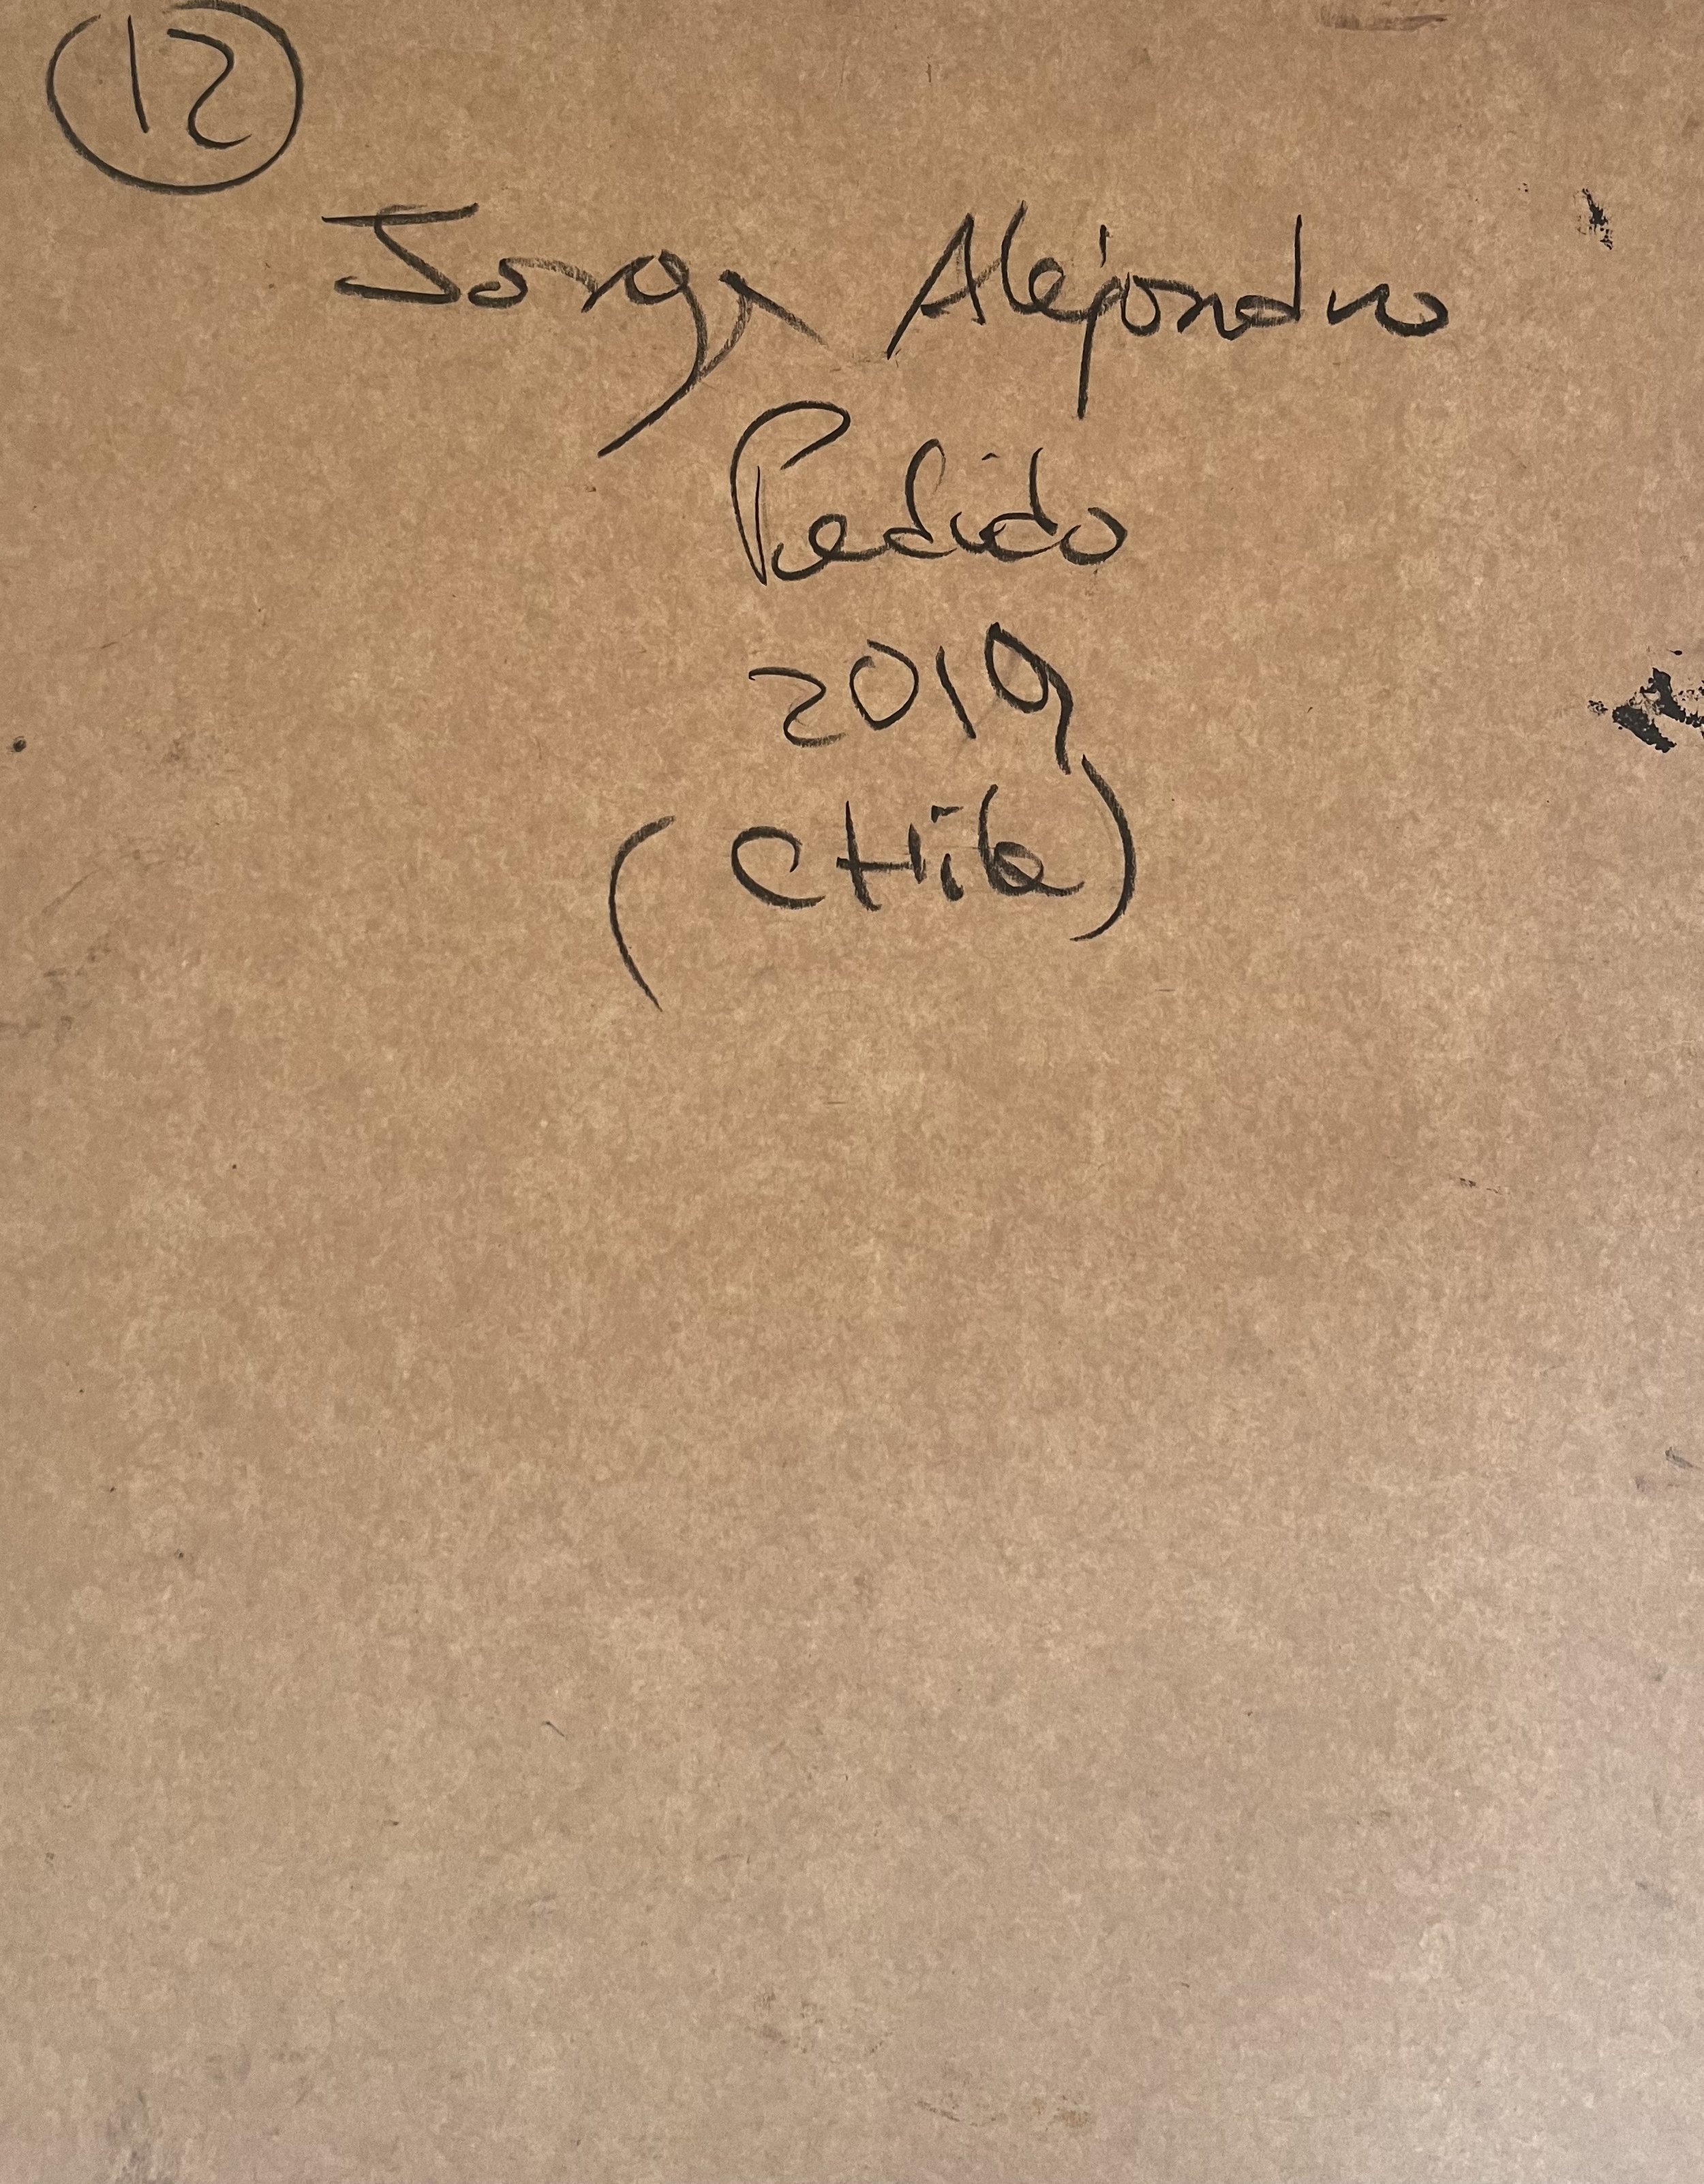 12
Jorge Alejandro
Pedido
2019
(CHile)